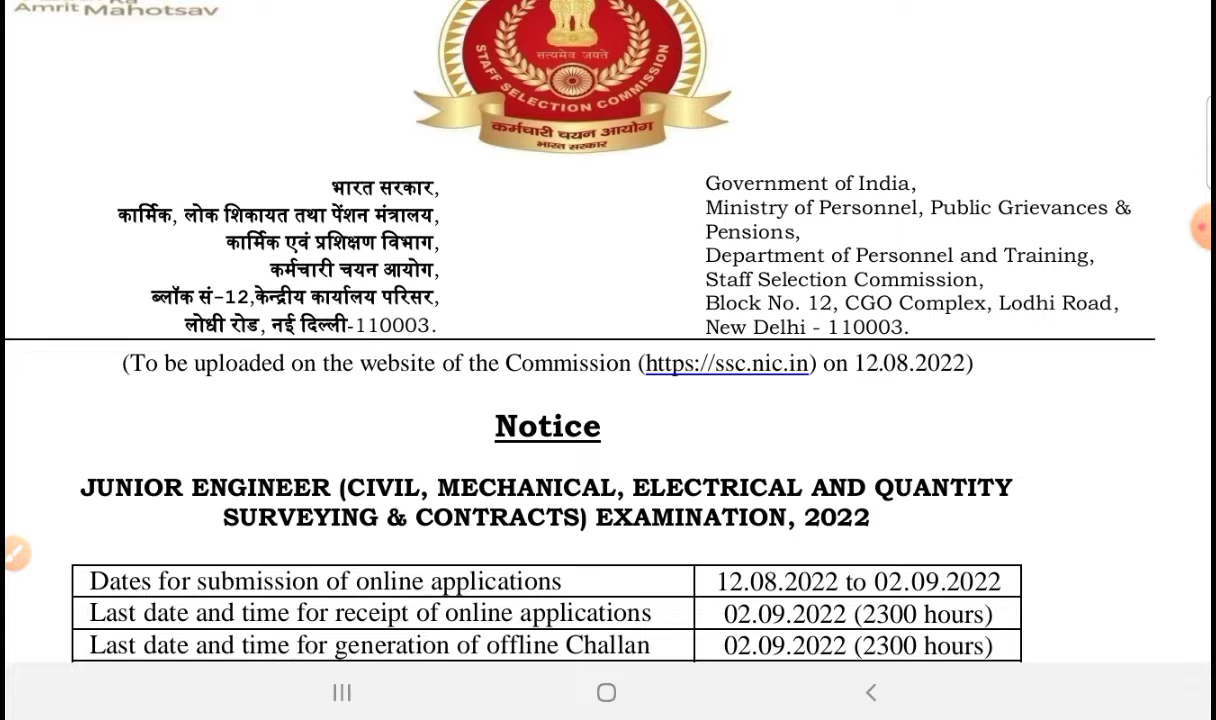 Amrit Mahotsav
सत्यमेव जयते
STAFF SELECTION COMMISSION
कर्मचारी चयन आयोग
भारत सरकार
भारत सरकार,
कार्मिक, लोक शिकायत तथा पेंशन मंत्रालय,
कार्मिक एवं प्रशिक्षण विभाग,
कर्मचारी चयन आयोग,
ब्लॉक सं-12,केन्द्रीय कार्यालय परिसर,
लोधी रोड, नई दिल्ली-110003.
Government of India,
Ministry of Personnel, Public Grievances &
Pensions,
Department of Personnel and Training,
Staff Selection Commission,
Block No. 12, CGO Complex, Lodhi Road,
New Delhi - 110003.
(To be uploaded on the website of the Commission (https://ssc.nic.in) on 12.08.2022)
Notice
JUNIOR ENGINEER (CIVIL, MECHANICAL, ELECTRICAL AND QUANTITY
SURVEYING & CONTRACTS) EXAMINATION, 2022
Dates for submission of online applications 12.08.2022 to 02.09.2022
Last date and time for receipt of online applications 02.09.2022 (2300 hours)
Last date and time for generation of offline Challan 02.09.2022 (2300 hours)